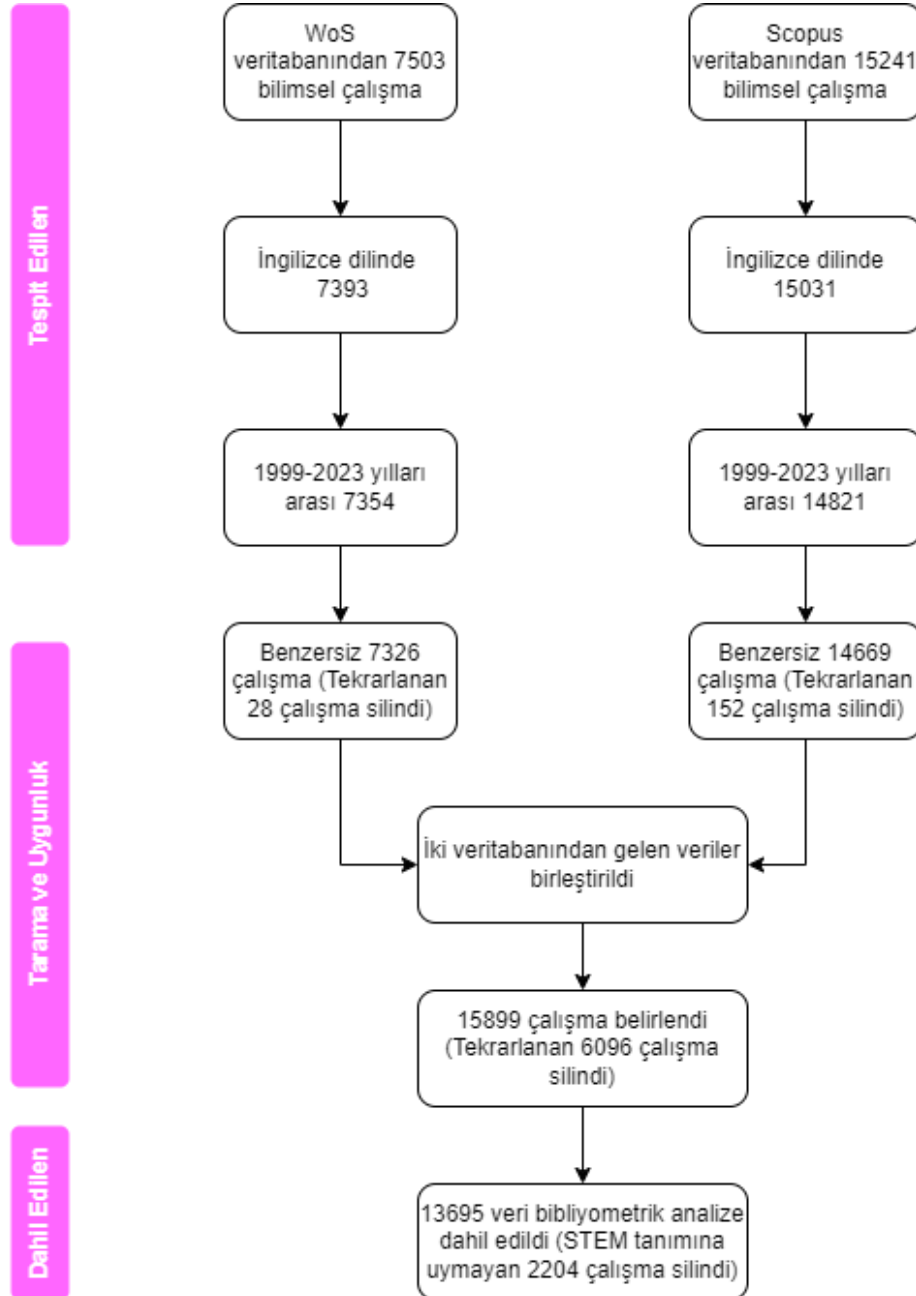 Tespit Edilen
WoS
veritabanından 7503
bilimsel çalışma
Scopus
veritabanından 15241
bilimsel çalışma
İngilizce dilinde
7393
İngilizce dilinde
15031
1999-2023 yılları
arası 7354
1999-2023 yılları
arası 14821
Tarama ve Uygunluk
Benzersiz 7326
çalışma (Tekrarlanan
28 çalışma silindi)
Benzersiz 14669
çalışma (Tekrarlanan
152 çalışma silindi)
İki veritabanından gelen veriler
birleştirildi
15899 çalışma belirlendi
(Tekrarlanan 6096 çalışma
silindi)
Dahil Edilen
13695 veri bibliyometrik analize
dahil edildi (STEM tanımına
uymayan 2204 çalışma silindi)